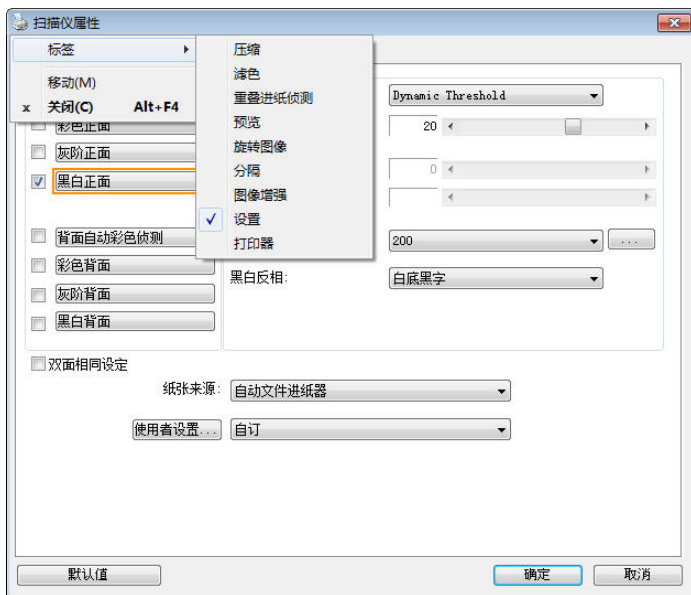 扫描仪属性
标签
移动(M)
x 关闭(C) Alt+F4
压缩
滤色
重叠进纸侦测
预览
旋转图像
分隔
图像增强
设置
打印器
彩色正面
灰阶正面
黑白正面
背面自动彩色侦测
彩色背面
灰阶背面
黑白背面
Dynamic Threshold
20
0
200
...
黑白反相:
白底黑字
双面相同设定
纸张来源:
自动文件进纸器
使用者设置...
自订
默认值
确定
取消